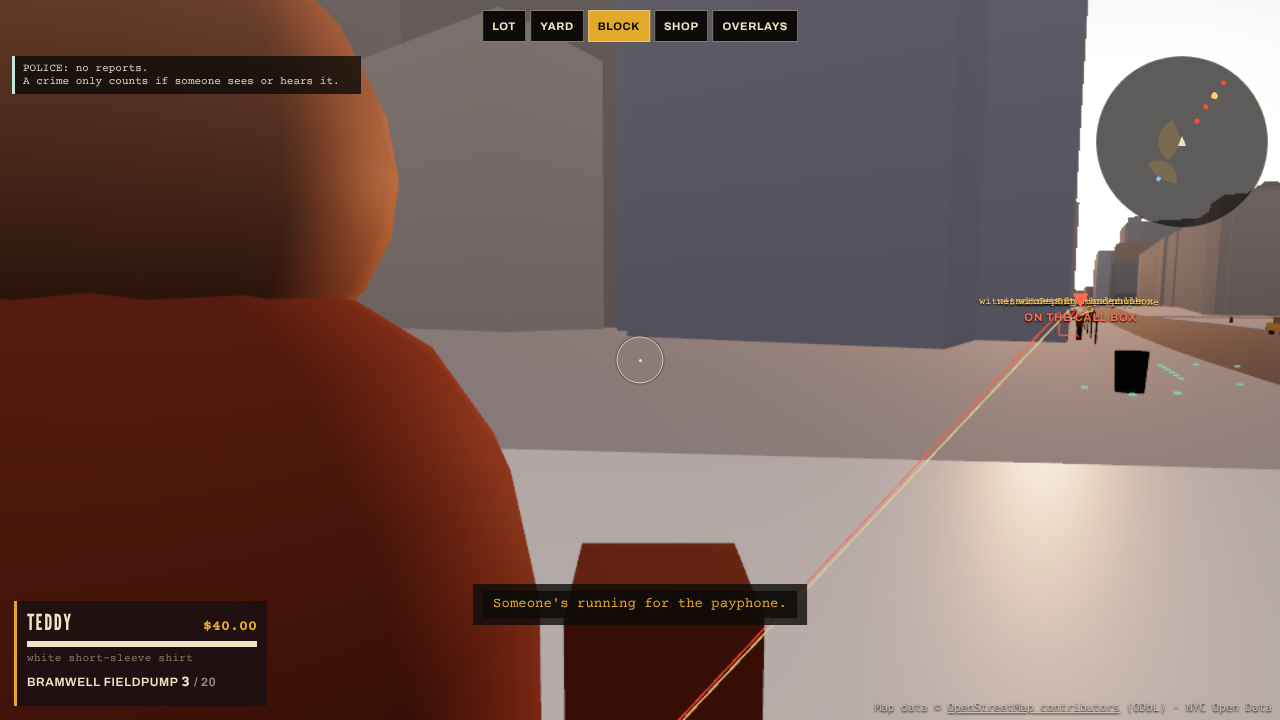 LOT
YARD
BLOCK
SHOP
OVERLAYS
POLICE: no reports.
A crime only counts if someone sees or hears it.
ON THE CALL BOX
Someone's running for the payphone.
TEDDY
$40.00
white short-sleeve shirt
BRAMWELL FIELDPUMP 3 / 20
Map data © OpenStreetMap contributors (ODbL) · NYC Open Data